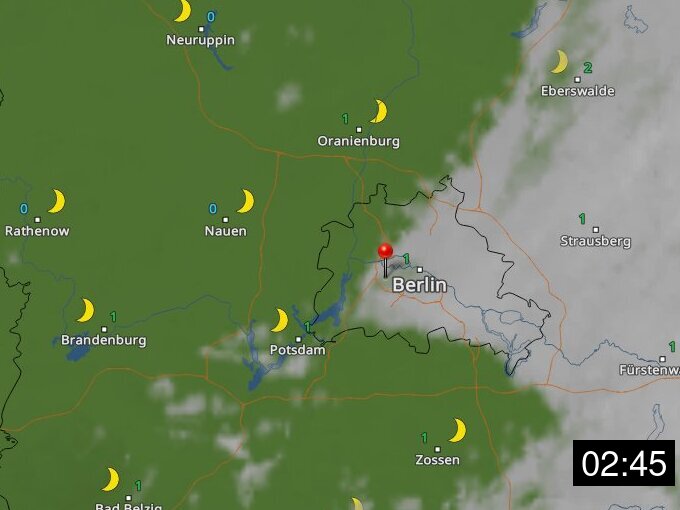 0
Neuruppin
2
Eberswalde
1
Oranienburg
0
Rathenow
0
Nauen
1
Strausberg
1
Berlin
1
Brandenburg
1
Potsdam
1
Fürstenwa
1
Zossen
02:45
1
Bad Belzig